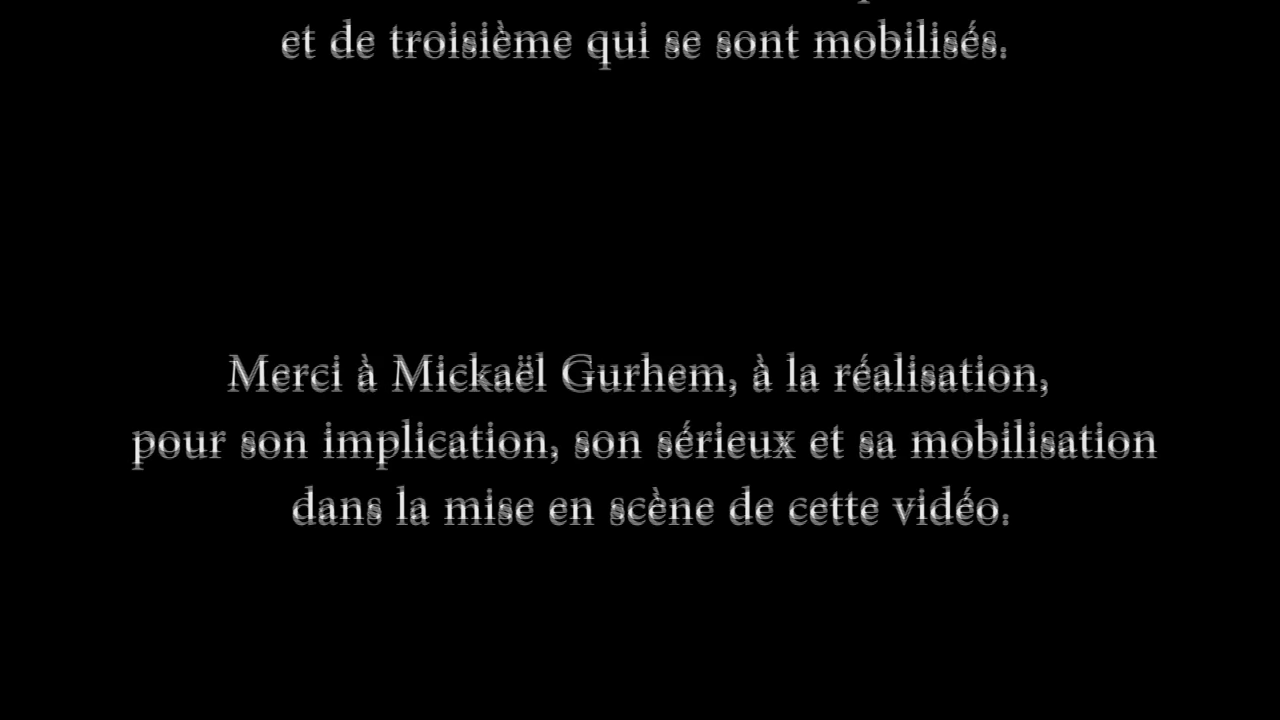 et de troisième qui se sont mobilisés.
Merci à Mickaël Gurhem, à la réalisation,
pour son implication, son sérieux et sa mobilisation
dans la mise en scène de cette vidéo.